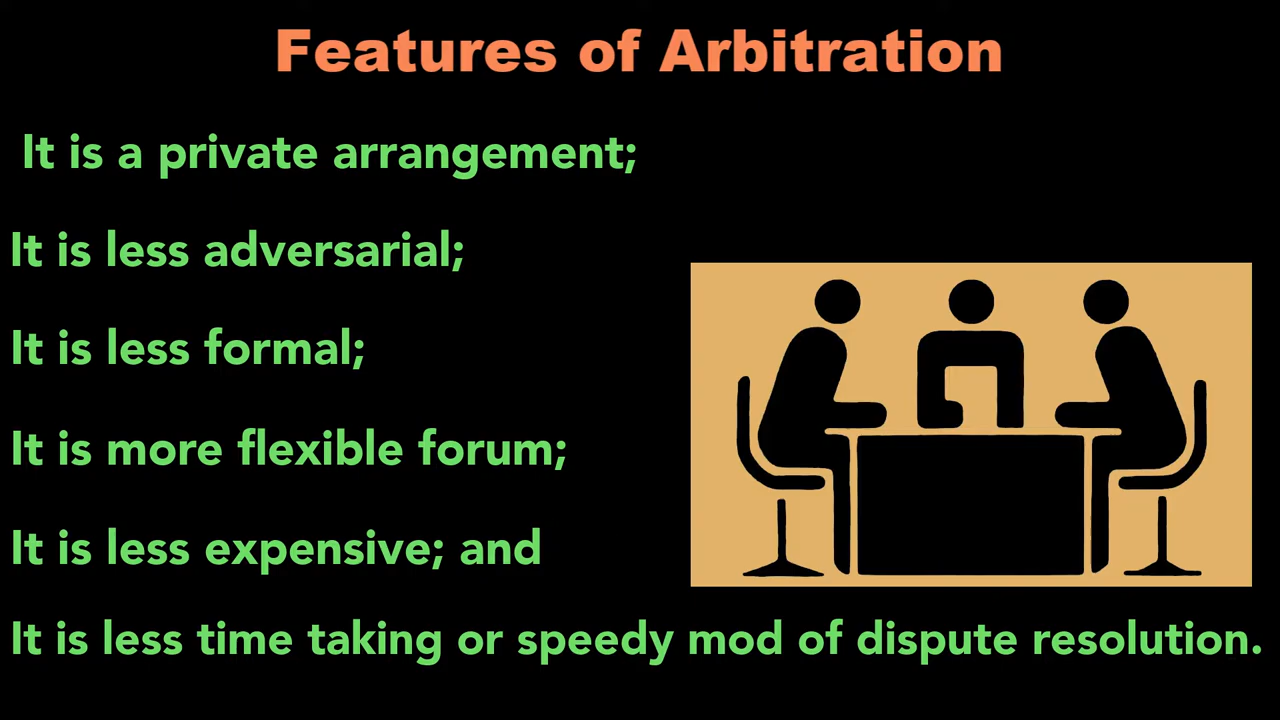 Features of Arbitration
It is a private arrangement;
It is less adversarial;
It is less formal;
It is more flexible forum;
It is less expensive; and
It is less time taking or speedy mod of dispute resolution.